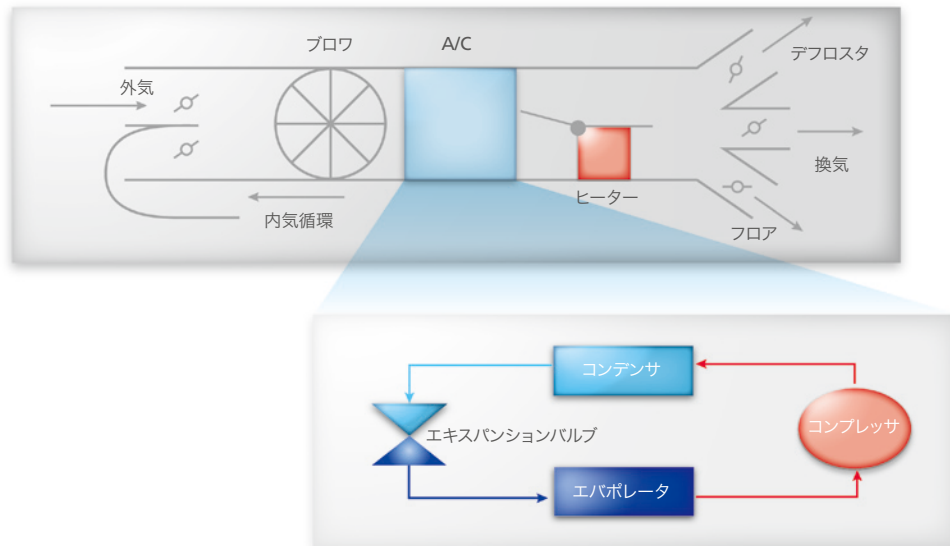 ブロワ
A/C
デフロスタ
外気
換気
ヒーター
内気循環
フロア
コンデンサ
コンプレッサ
エキスパンションバルブ
エバポレータ